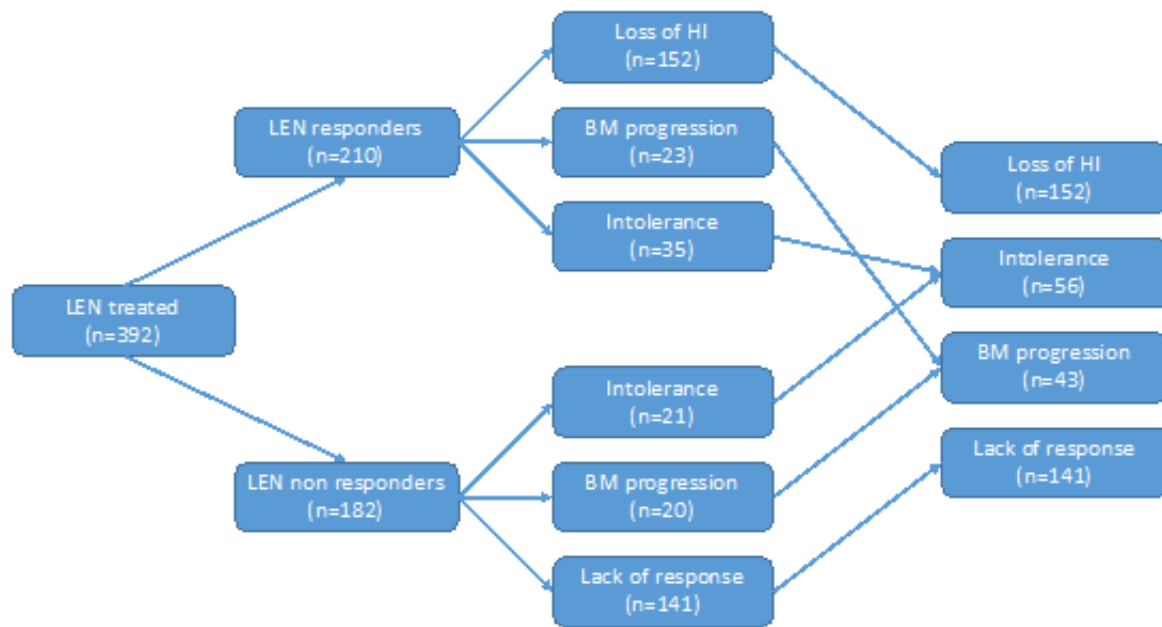 LEN treated
(n=392)
LEN responders
(n=210)
LEN non responders
(n=182)
Loss of HI
(n=152)
BM progression
(n=23)
Intolerance
(n=35)
Intolerance
(n=21)
BM progression
(n=20)
Lack of response
(n=141)
Loss of HI
(n=152)
Intolerance
(n=56)
BM progression
(n=43)
Lack of response
(n=141)